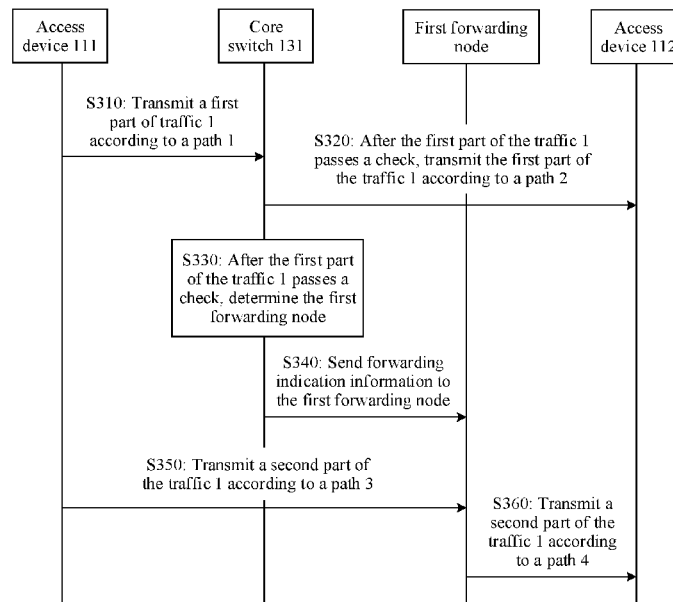 Access
device 111
Core
switch 131
First forwarding
node
Access
device 112
S310: Transmit a first
part of traffic 1
according to a path 1
S320: After the first part of the traffic 1
passes a check, transmit the first part of
the traffic 1 according to a path 2
S330: After the first part
of the traffic 1 passes a
check, determine the first
forwarding node
S340: Send forwarding
indication information to
the first forwarding node
S350: Transmit a second part of
the traffic 1 according to a path 3
S360: Transmit a
second part of the
traffic 1 according
to a path 4